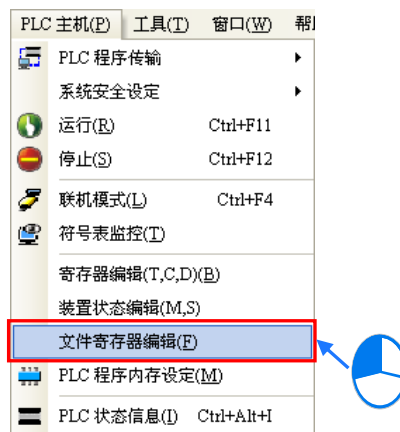 PLC 主机(P) 工具(T) 窗口(W)
PLC 程序传输
系统安全设定
运行(R) Ctrl+F11
停止(S) Ctrl+F12
联机模式(L) Ctrl+F4
符号表监控(T)
寄存器编辑(T,C,D)(B)
装置状态编辑(M,S)
文件寄存器编辑(F)
PLC 程序内存设定(M)
PLC 状态信息(I) Ctrl+Alt+I